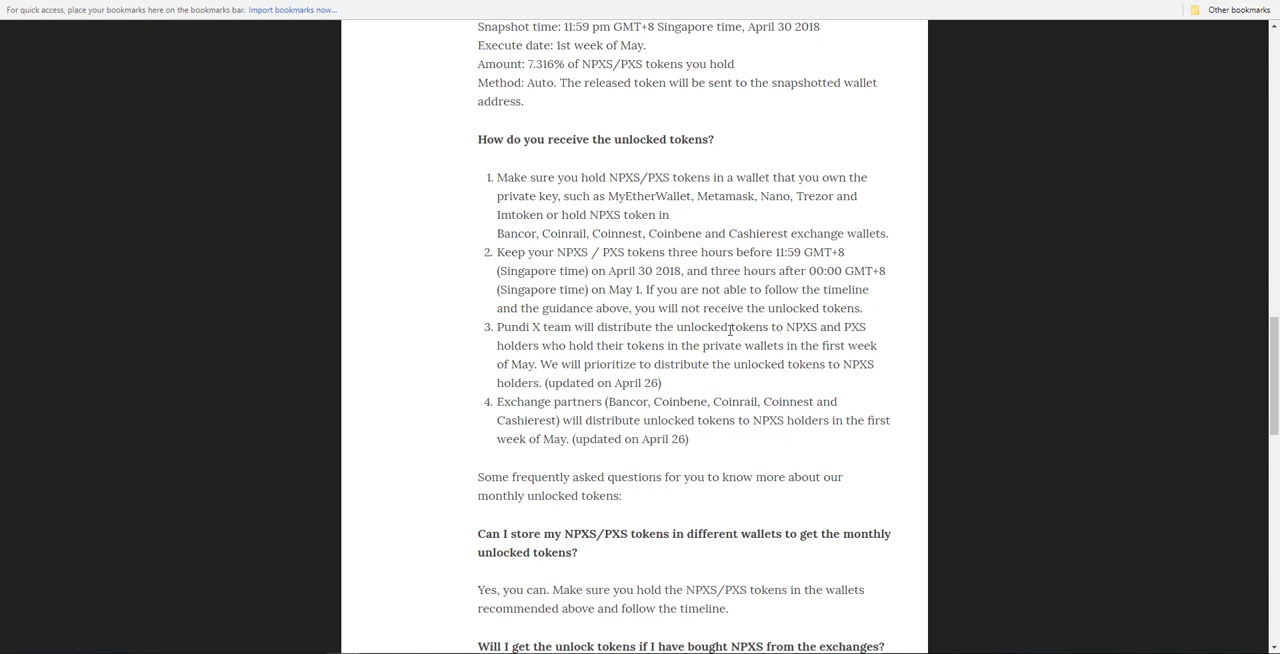 For quick access, place your bookmarks here on the bookmarks bar. Import bookmarks now...
Other bookmarks
Snapshot time: 11:59 pm GMT+8 Singapore time, April 30 2018
Execute date: 1st week of May.
Amount: 7.316% of NPXS/PXS tokens you hold
Method: Auto. The released token will be sent to the snapshotted wallet
address.
How do you receive the unlocked tokens?
1. Make sure you hold NPXS/PXS tokens in a wallet that you own the
private key, such as MyEtherWallet, Metamask, Nano, Trezor and
Imtoken or hold NPXS token in
Bancor, Coinrail, Coinnest, Coinbene and Cashierest exchange wallets.
2. Keep your NPXS / PXS tokens three hours before 11:59 GMT+8
(Singapore time) on April 30 2018, and three hours after 00:00 GMT+8
(Singapore time) on May 1. If you are not able to follow the timeline
and the guidance above, you will not receive the unlocked tokens.
3. Pundi X team will distribute the unlocked tokens to NPXS and PXS
holders who hold their tokens in the private wallets in the first week
of May. We will prioritize to distribute the unlocked tokens to NPXS
holders. (updated on April 26)
4. Exchange partners (Bancor, Coinbene, Coinrail, Coinnest and
Cashierest) will distribute unlocked tokens to NPXS holders in the first
week of May. (updated on April 26)
Some frequently asked questions for you to know more about our
monthly unlocked tokens:
Can I store my NPXS/PXS tokens in different wallets to get the monthly
unlocked tokens?
Yes, you can. Make sure you hold the NPXS/PXS tokens in the wallets
recommended above and follow the timeline.
Will I get the unlock tokens if I have bought NPXS from the exchanges?